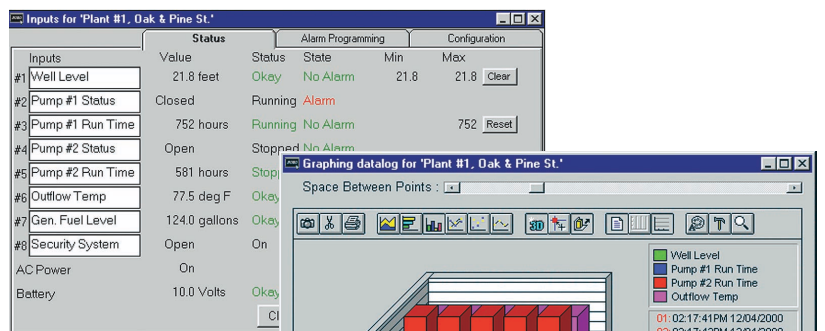 Inputs for 'Plant #1, Oak & Pine St.'
Status Alarm Programming Configuration
Inputs Value Status State Min Max
#1 Well Level 21.8 feet Okay No Alarm 21.8 21.8 Clear
#2 Pump #1 Status Closed Running Alarm
#3 Pump #1 Run Time 752 hours Running No Alarm 752 Reset
#4 Pump #2 Status Open Stopped No Alarm
#5 Pump #2 Run Time 581 hours
#6 Outflow Temp 77.5 deg F Okay
#7 Gen. Fuel Level 124.0 gallons Okay
#8 Security System Open On
AC Power On
Battery 10.0 Volts Okay
Graphing datalog for 'Plant #1, Oak & Pine St.'
Space Between Points :
3D
Well Level
Pump #1 Run Time
Pump #2 Run Time
Outflow Temp
01: 02:17:41PM 12/04/2000